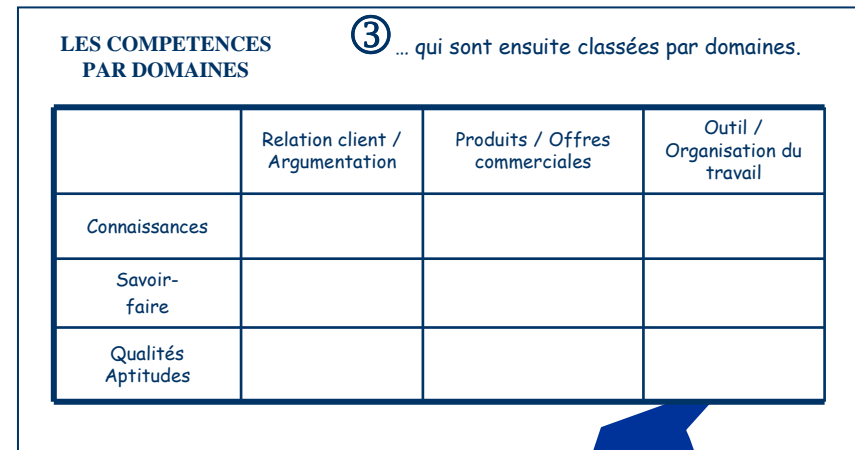 LES COMPETENCES
PAR DOMAINES
③ … qui sont ensuite classées par domaines.
Relation client /
Argumentation
Produits / Offres
commerciales
Outil /
Organisation du
travail
Connaissances
Savoir-
faire
Qualités
Aptitudes